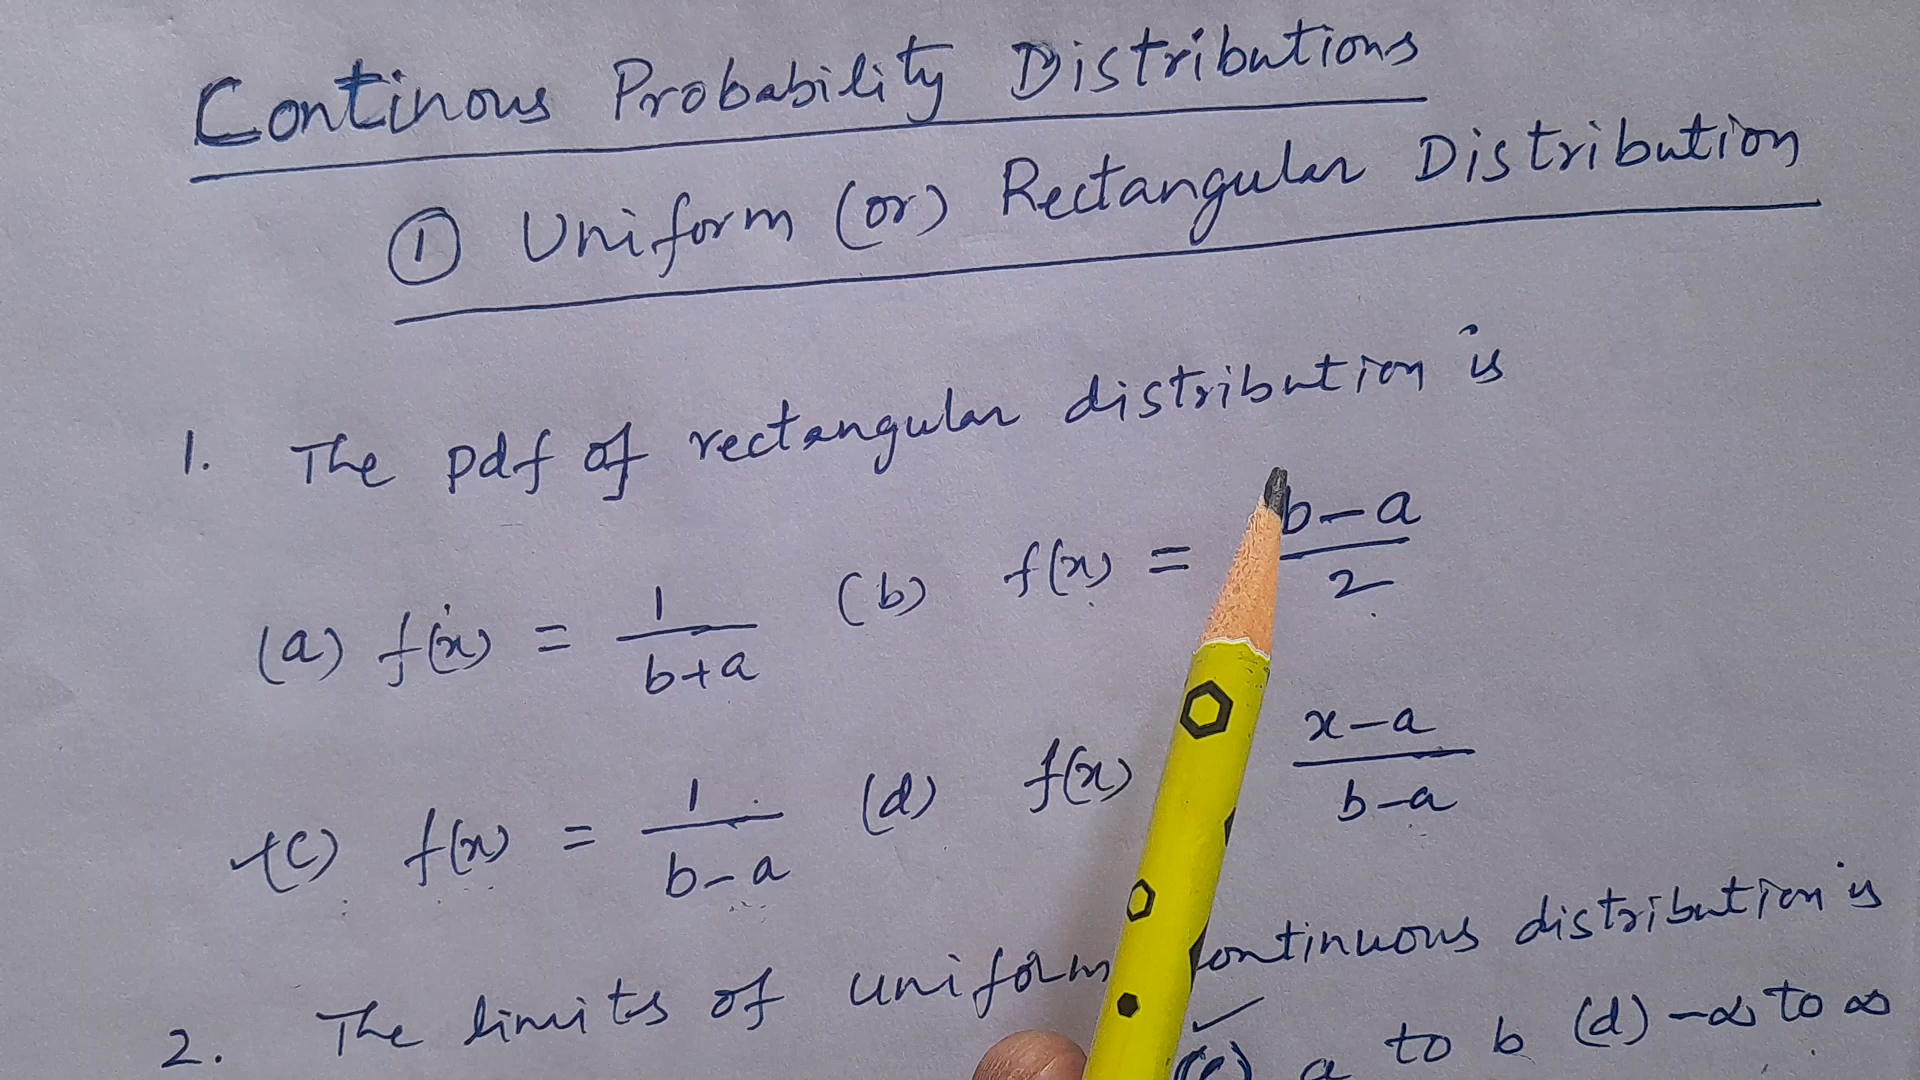 Continous Probability Distributions
① Uniform (or) Rectangular Distribution
1. The pdf of rectangular distribution is
(a) f(x) = 1/(b+a) (b) f(x) = (b-a)/2
(c) f(x) = 1/(b-a) (d) f(x) (x-a)/(b-a)
2. The limits of uniform continuous distribution is
(c) a to b (d) -∞ to ∞